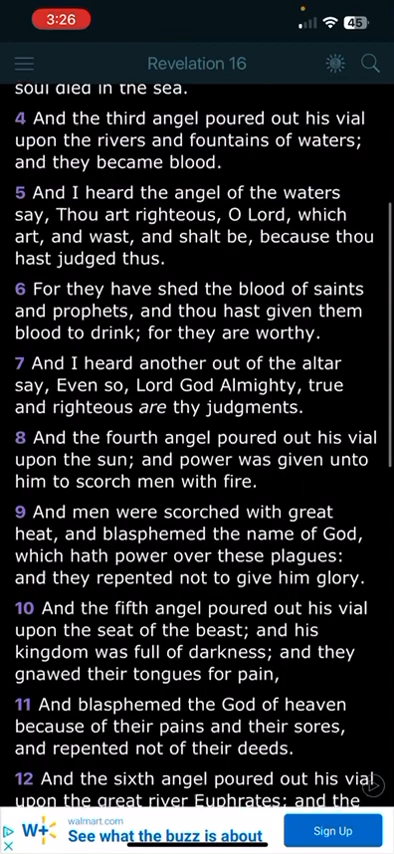 3:26
45
Revelation 16
soul died in the sea.
4 And the third angel poured out his vial
upon the rivers and fountains of waters;
and they became blood.
5 And I heard the angel of the waters
say, Thou art righteous, O Lord, which
art, and wast, and shalt be, because thou
hast judged thus.
6 For they have shed the blood of saints
and prophets, and thou hast given them
blood to drink; for they are worthy.
7 And I heard another out of the altar
say, Even so, Lord God Almighty, true
and righteous are thy judgments.
8 And the fourth angel poured out his vial
upon the sun; and power was given unto
him to scorch men with fire.
9 And men were scorched with great
heat, and blasphemed the name of God,
which hath power over these plagues:
and they repented not to give him glory.
10 And the fifth angel poured out his vial
upon the seat of the beast; and his
kingdom was full of darkness; and they
gnawed their tongues for pain,
11 And blasphemed the God of heaven
because of their pains and their sores,
and repented not of their deeds.
12 And the sixth angel poured out his vial
upon the great river Euphrates; and the
W+
walmart.com
See what the buzz is about
Sign Up